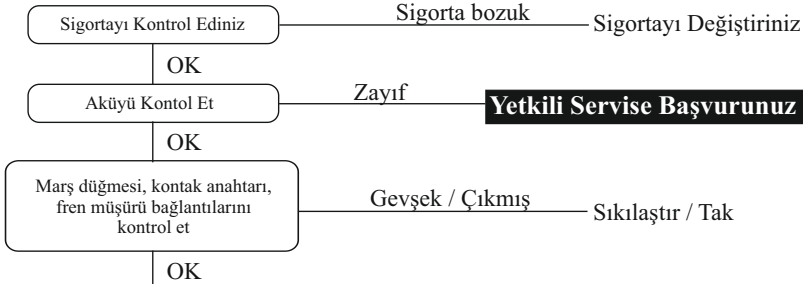 Sigortayı Kontrol Ediniz
Sigorta bozuk
Sigortayı Değiştiriniz
OK
Aküyü Kontol Et
Zayıf
Yetkili Servise Başvurunuz
OK
Marş düğmesi, kontak anahtarı,
fren müşürü bağlantılarını
kontrol et
Gevşek / Çıkmış
Sıkılaştır / Tak
OK